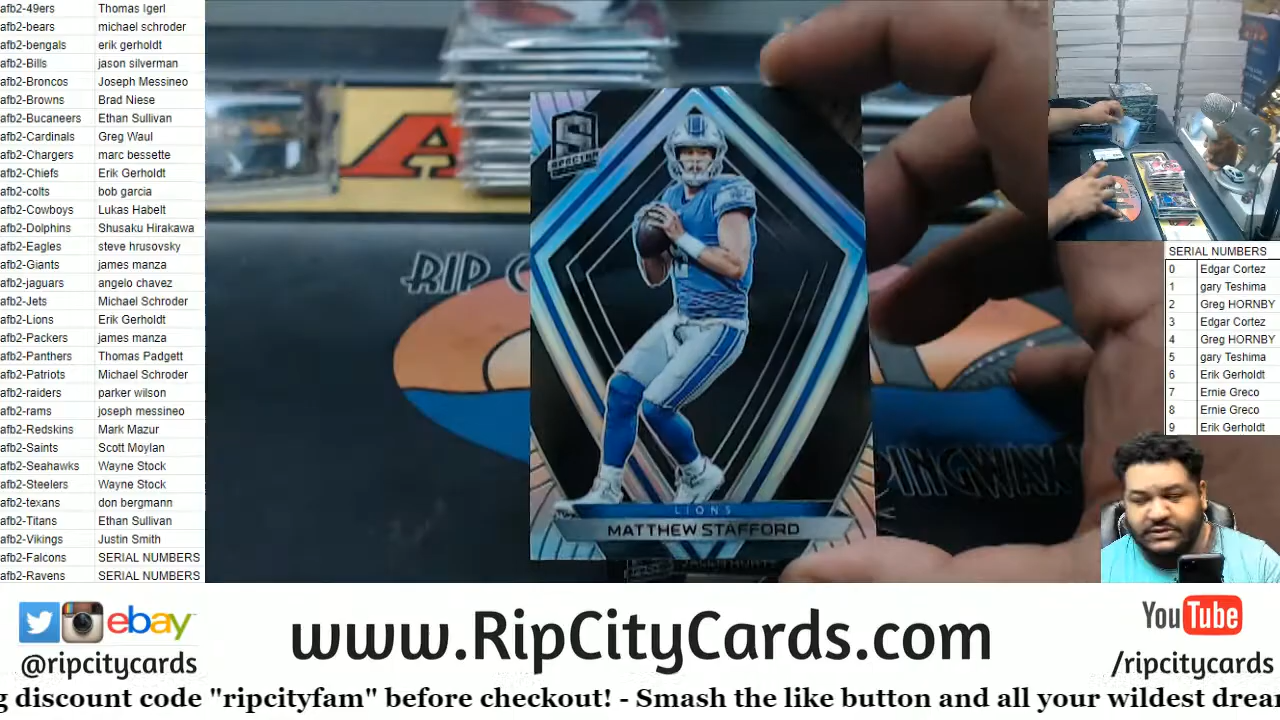 afb2-49ers Thomas Igerl
afb2-bears michael schroder
afb2-bengals erik gerholdt
afb2-Bills jason silverman
afb2-Broncos Joseph Messineo
afb2-Browns Brad Niese
afb2-Bucaneers Ethan Sullivan
afb2-Cardinals Greg Waul
afb2-Chargers marc bessette
afb2-Chiefs Erik Gerholdt
afb2-colts bob garcia
afb2-Cowboys Lukas Habelt
afb2-Dolphins Shusaku Hirakawa
afb2-Eagles steve hrusovsky
afb2-Giants james manza
afb2-jaguars angelo chavez
afb2-Jets Michael Schroder
afb2-Lions Erik Gerholdt
afb2-Packers james manza
afb2-Panthers Thomas Padgett
afb2-Patriots Michael Schroder
afb2-raiders parker wilson
afb2-rams joseph messineo
afb2-Redskins Mark Mazur
afb2-Saints Scott Moylan
afb2-Seahawks Wayne Stock
afb2-Steelers Wayne Stock
afb2-texans don bergmann
afb2-Titans Ethan Sullivan
afb2-Vikings Justin Smith
afb2-Falcons SERIAL NUMBERS
afb2-Ravens SERIAL NUMBERS
RIP C
S
SPECTRA
LIONS
MATTHEW STAFFORD
SERIAL NUMBERS
0 Edgar Cortez
1 gary Teshima
2 Greg HORNBY
3 Edgar Cortez
4 Greg HORNBY
5 gary Teshima
6 Erik Gerholdt
7 Ernie Greco
8 Ernie Greco
9 Erik Gerholdt
ebay
@ripcitycards
www.RipCityCards.com
YouTube
/ripcitycards
g discount code "ripcityfam" before checkout! - Smash the like button and all your wildest drea